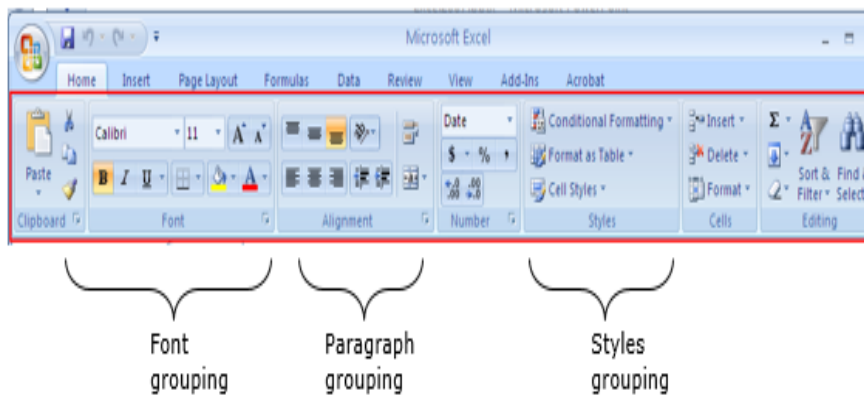 Microsoft Excel
Home Insert Page Layout Formulas Data Review View Add-Ins Acrobat
Calibri 11 A A Date Conditional Formatting Insert Σ
$ % , Format as Table Delete
Paste B I U A Cell Styles Format Sort & Find &
Filter Select
Clipboard Font Alignment Number Styles Cells Editing
Font Paragraph Styles
grouping grouping grouping